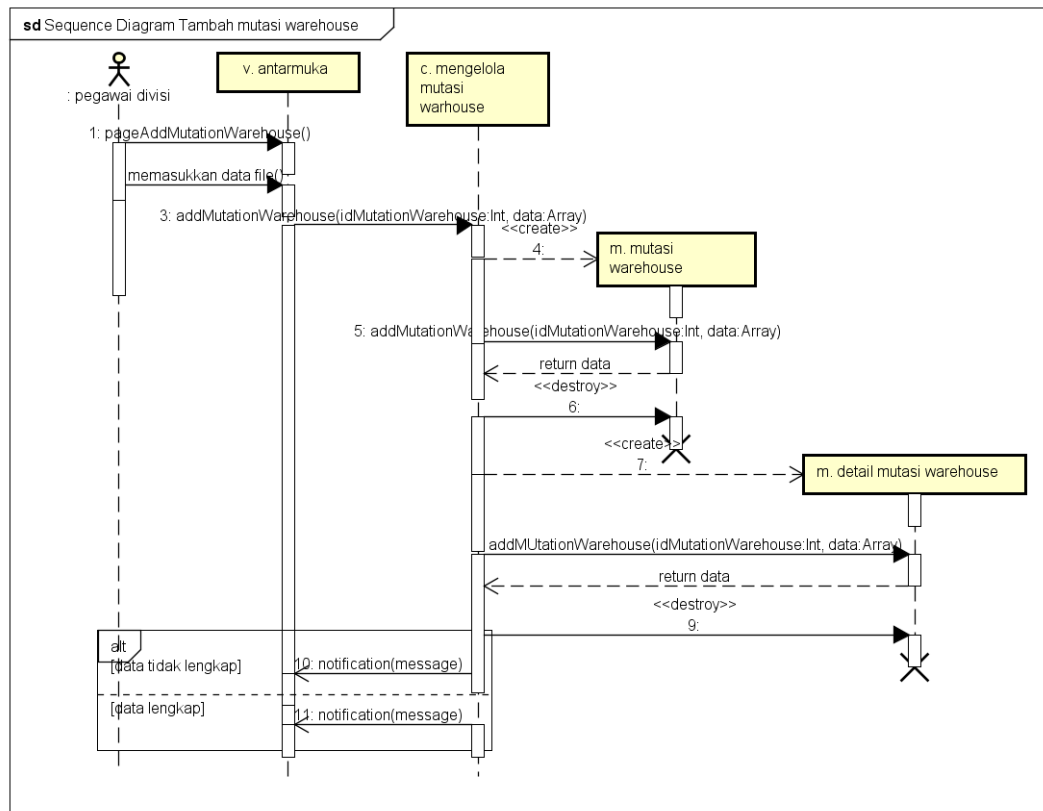 sd Sequence Diagram Tambah mutasi warehouse
: pegawai divisi
v. antarmuka
c. mengelola
mutasi
warhouse
1: pageAddMutationWarehouse()
memasukkan data file()
3: addMutationWarehouse(idMutationWarehouse:Int, data:Array)
<<create>>
4:
m. mutasi
warehouse
5: addMutationWarehouse(idMutationWarehouse:Int, data:Array)
return data
<<destroy>>
6:
<<create>>
7:
m. detail mutasi warehouse
addMUtationWarehouse(idMutationWarehouse:Int, data:Array)
return data
<<destroy>>
9:
alt
[data tidak lengkap]
10: notification(message)
[data lengkap]
11: notification(message)